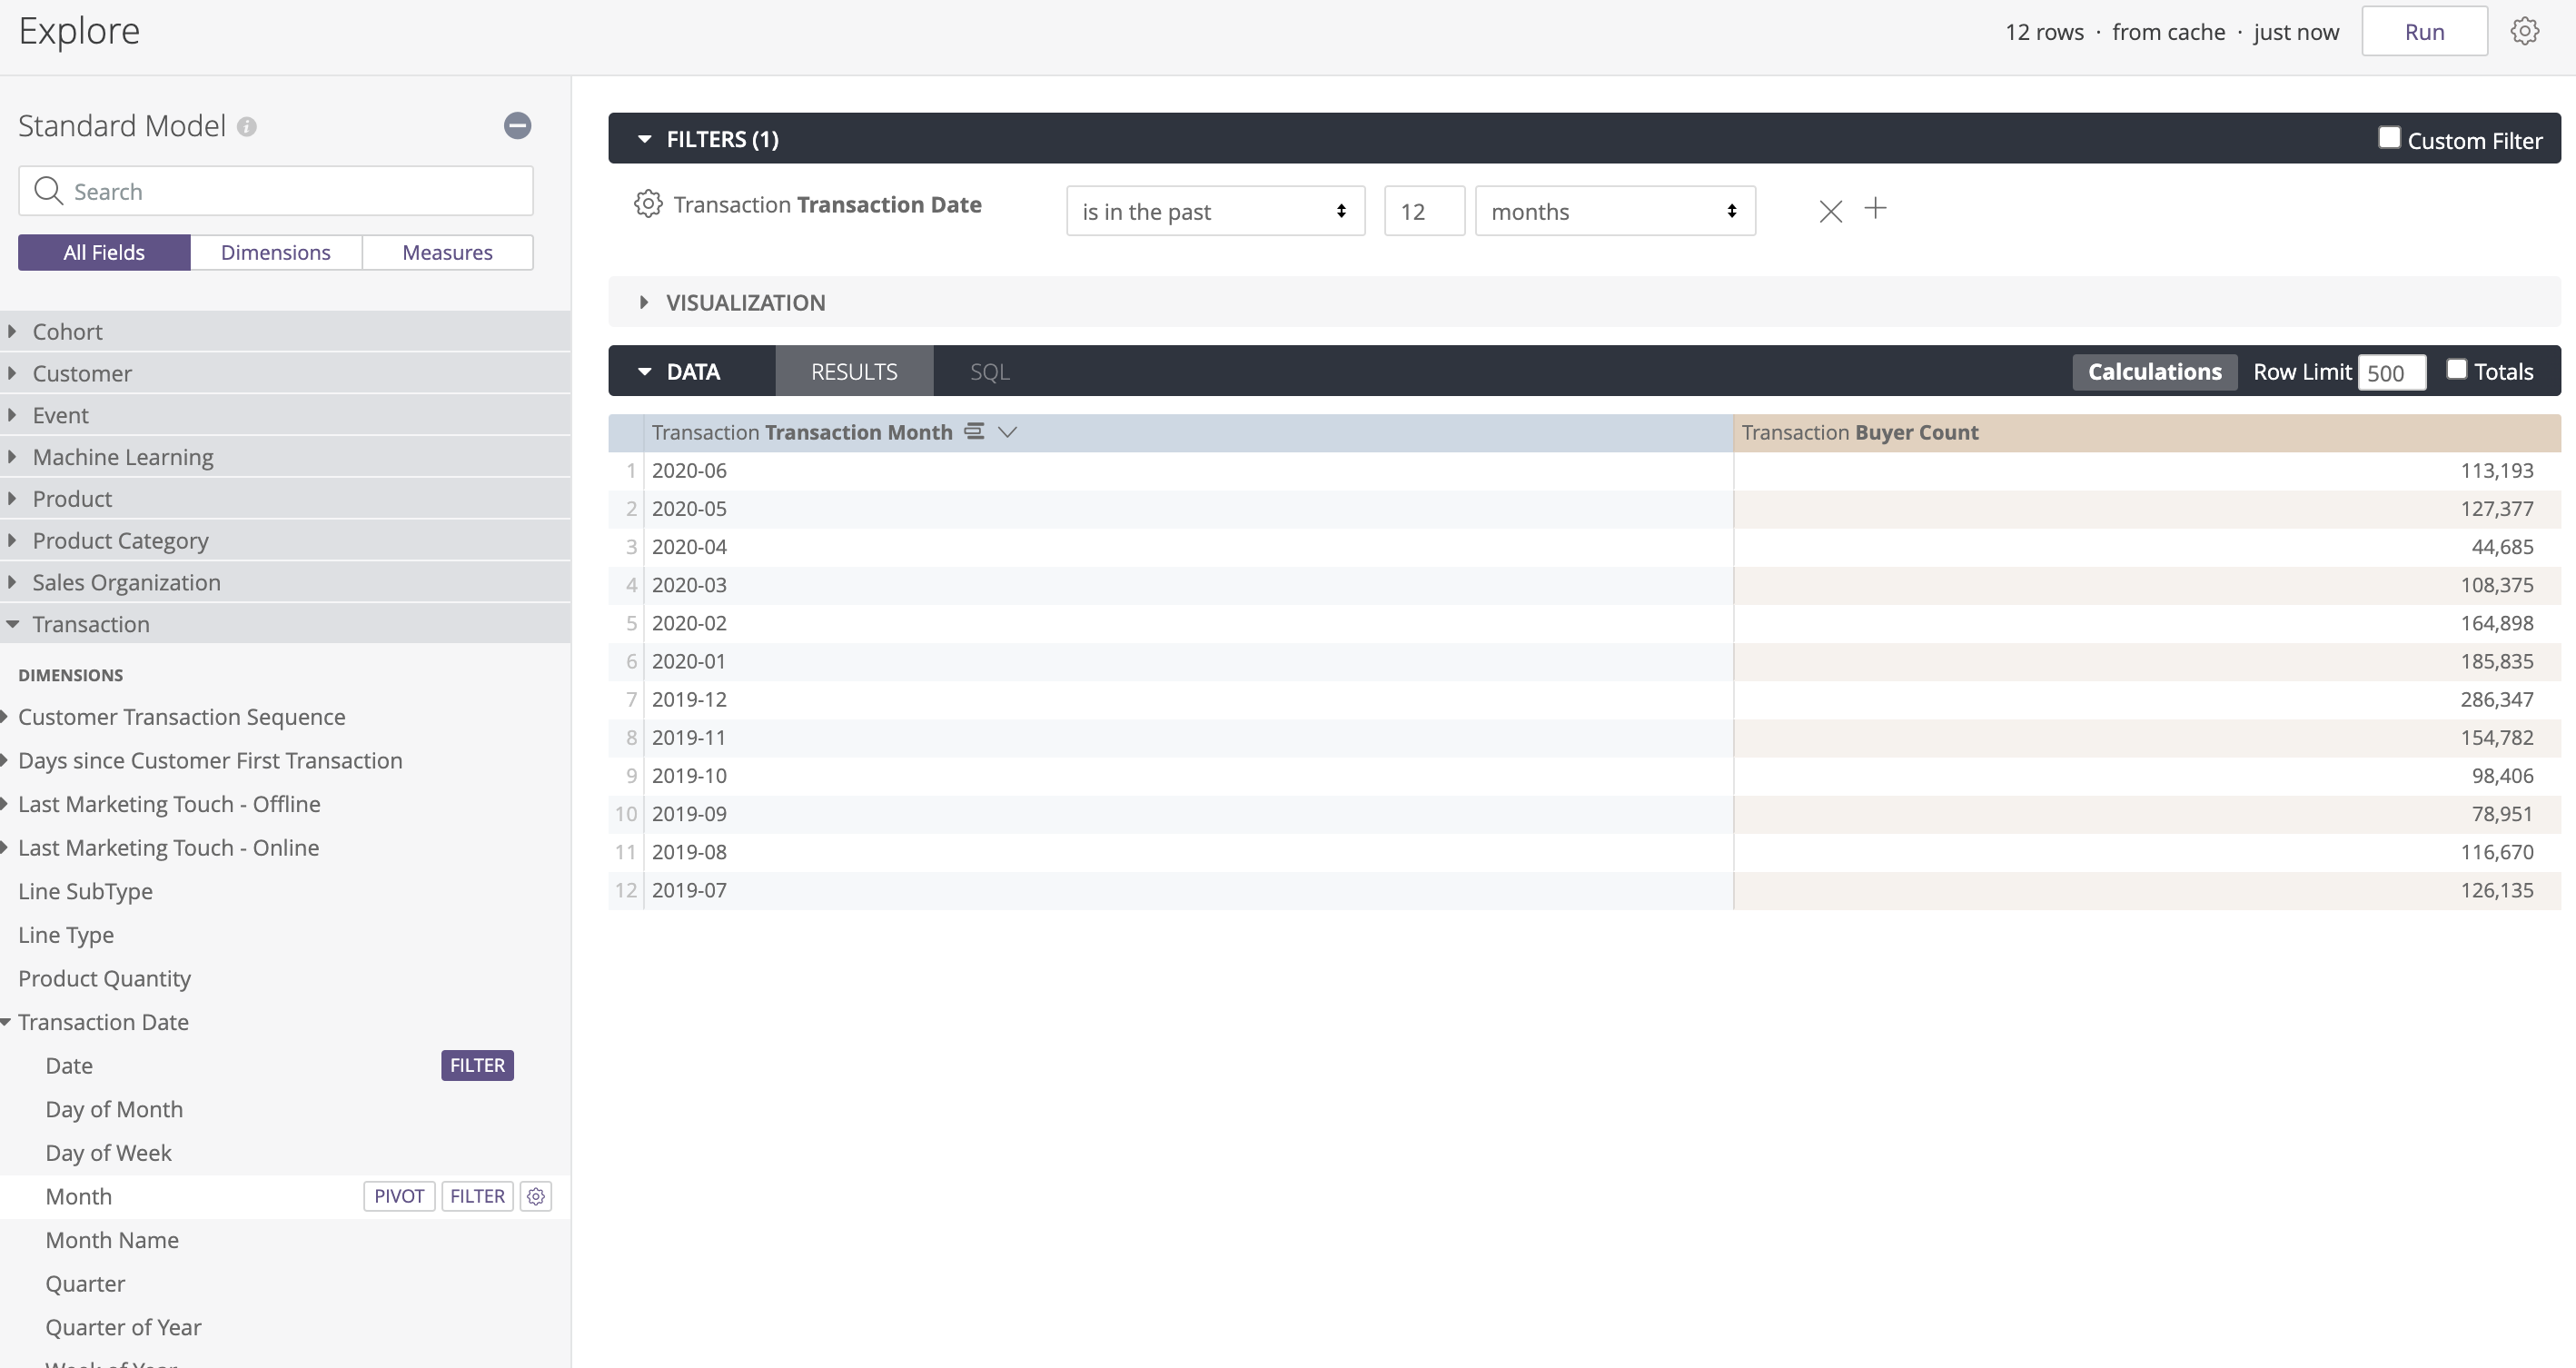 Explore
12 rows · from cache · just now
Run
Standard Model
Search
All Fields
Dimensions
Measures
Cohort
Customer
Event
Machine Learning
Product
Product Category
Sales Organization
Transaction
DIMENSIONS
Customer Transaction Sequence
Days since Customer First Transaction
Last Marketing Touch - Offline
Last Marketing Touch - Online
Line SubType
Line Type
Product Quantity
Transaction Date
Date FILTER
Day of Month
Day of Week
Month PIVOT FILTER
Month Name
Quarter
Quarter of Year
Week of Year
FILTERS (1)
Custom Filter
Transaction Transaction Date is in the past 12 months
VISUALIZATION
DATA RESULTS SQL Calculations Row Limit 500 Totals
Transaction Transaction Month Transaction Buyer Count
1 2020-06 113,193
2 2020-05 127,377
3 2020-04 44,685
4 2020-03 108,375
5 2020-02 164,898
6 2020-01 185,835
7 2019-12 286,347
8 2019-11 154,782
9 2019-10 98,406
10 2019-09 78,951
11 2019-08 116,670
12 2019-07 126,135